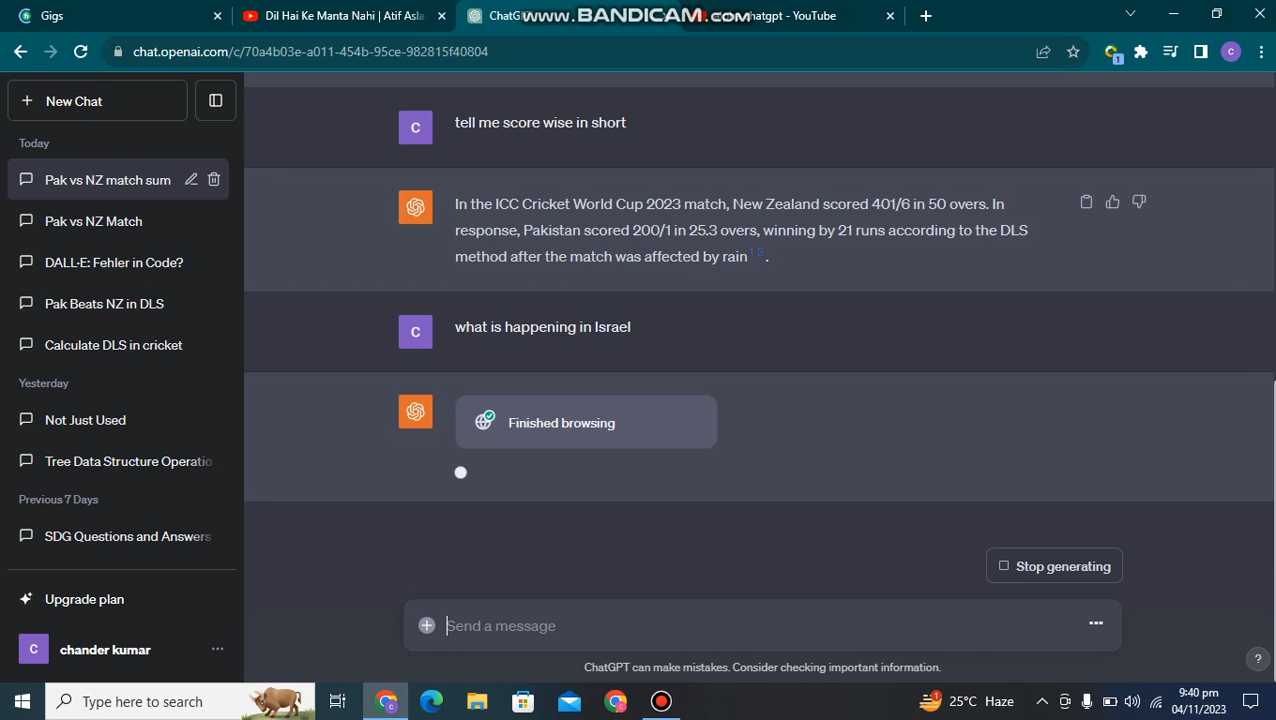 Gigs
Dil Hai Ke Manta Nahi | Atif Asla
ChatG
www.BANDICAM.com
chatgpt - YouTube
chat.openai.com/c/70a4b03e-a011-454b-95ce-982815f40804
1
C
New Chat
Today
Pak vs NZ match sum
Pak vs NZ Match
DALL·E: Fehler in Code?
Pak Beats NZ in DLS
Calculate DLS in cricket
Yesterday
Not Just Used
Tree Data Structure Operatio
Previous 7 Days
SDG Questions and Answers
Upgrade plan
C
chander kumar
C
tell me score wise in short
In the ICC Cricket World Cup 2023 match, New Zealand scored 401/6 in 50 overs. In
response, Pakistan scored 200/1 in 25.3 overs, winning by 21 runs according to the DLS
method after the match was affected by rain 1 2.
C
what is happening in Israel
Finished browsing
Stop generating
Send a message
ChatGPT can make mistakes. Consider checking important information.
?
Type here to search
C
1
25°C Haze
9:40 pm
04/11/2023